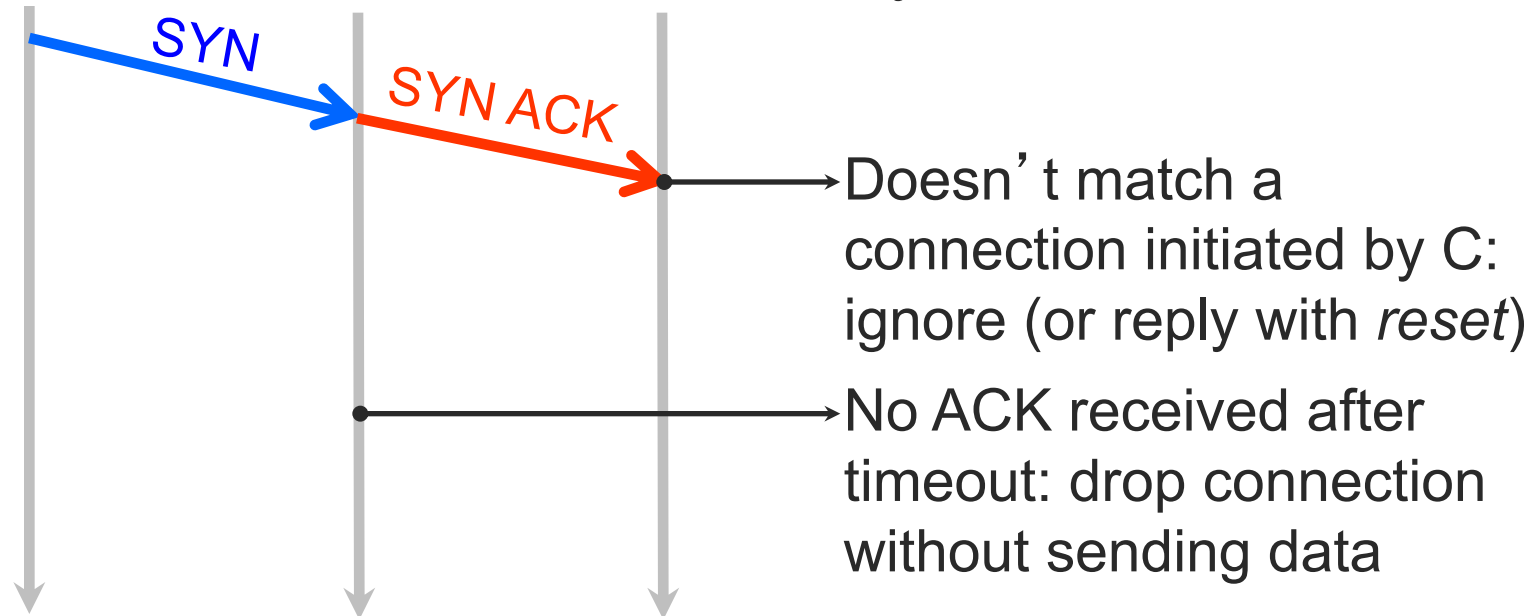 SYN
SYN ACK
Doesn’t match a
connection initiated by C:
ignore (or reply with reset)
No ACK received after
timeout: drop connection
without sending data